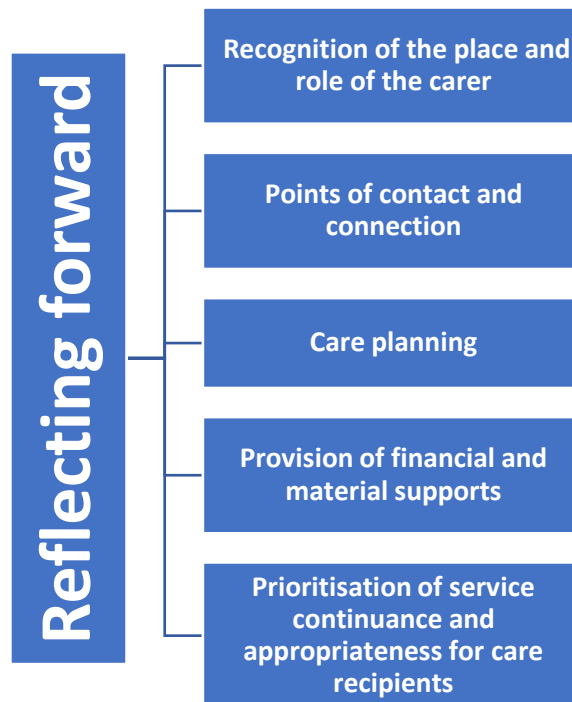 Reflecting forward
Recognition of the place and
role of the carer
Points of contact and
connection
Care planning
Provision of financial and
material supports
Prioritisation of service
continuance and
appropriateness for care
recipients